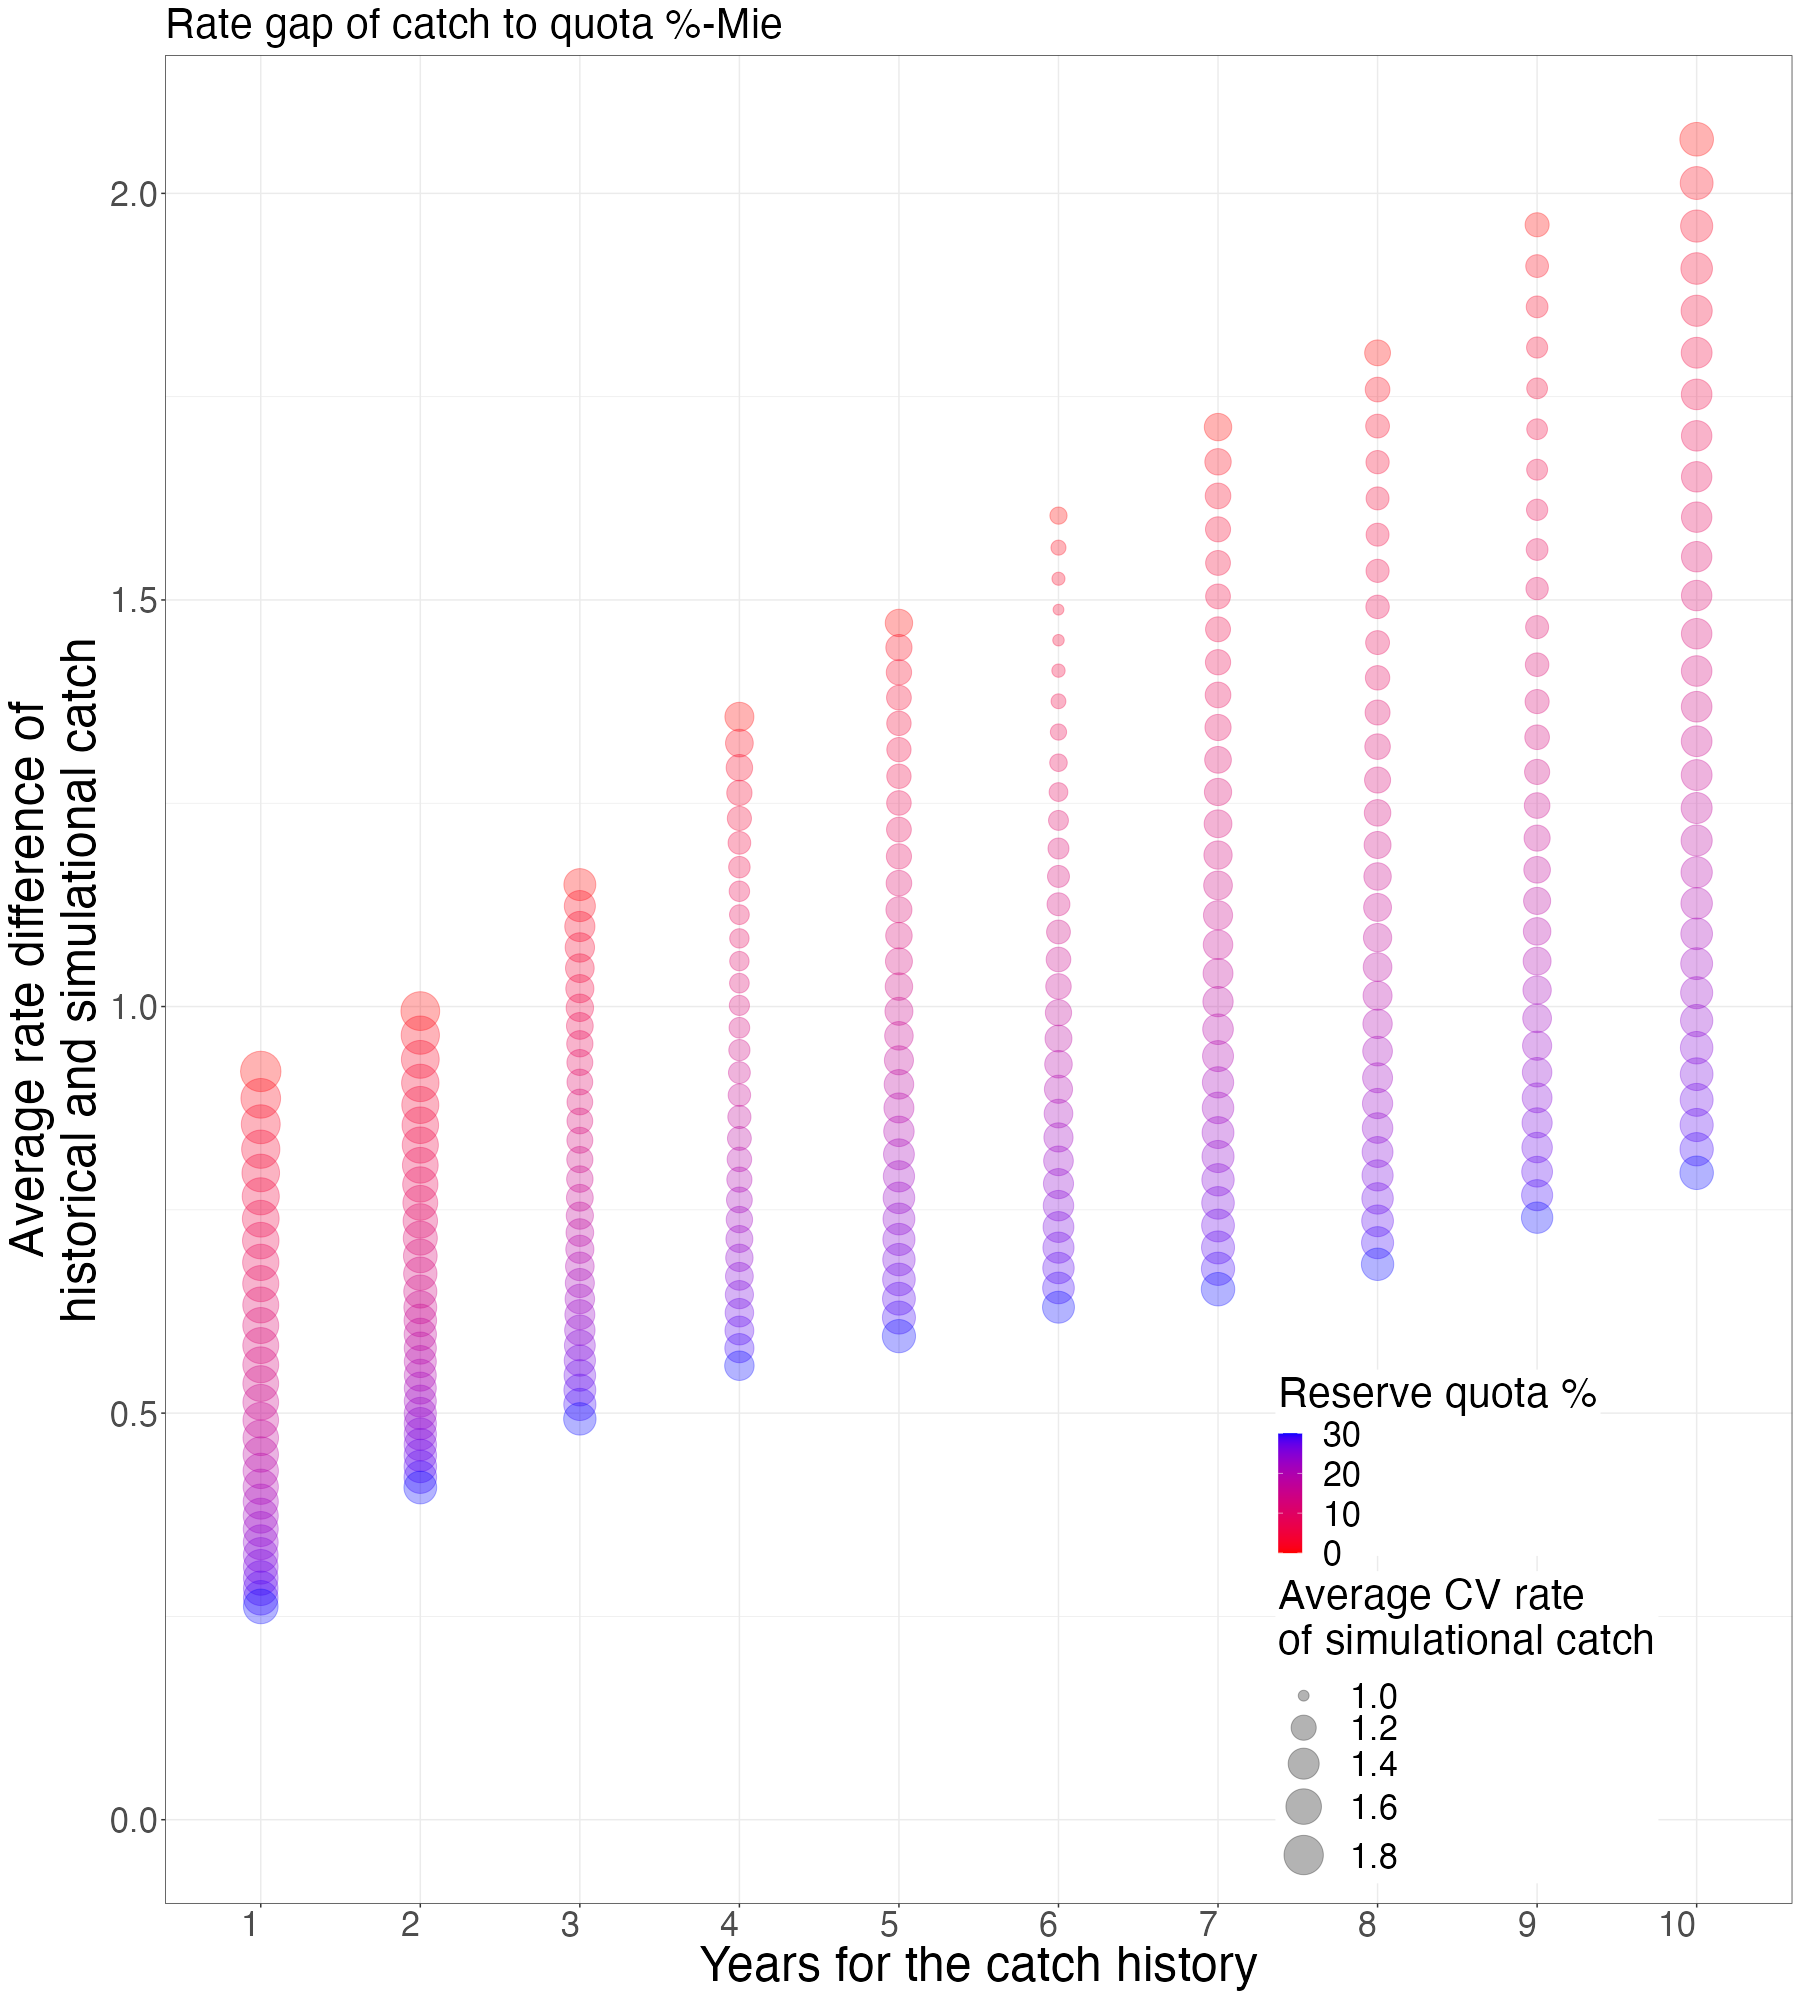 Rate gap of catch to quota %-Mie
Average rate difference of
historical and simulational catch
2.0
1.5
1.0
0.5
0.0
Reserve quota %
30
20
10
0
Average CV rate
of simulational catch
1.0
1.2
1.4
1.6
1.8
1 2 3 4 5 6 7 8 9 10
Years for the catch history